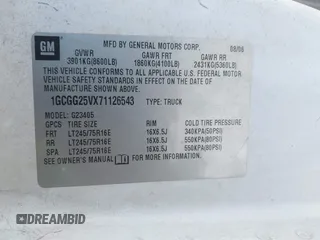 GM
MFD BY GENERAL MOTORS CORP. 08/06
GVWR GAWR FRT GAWR RR
3901KG(8600LB) 1860KG(4100LB) 2431KG(5360LB)
THIS VEHICLE CONFORMS TO ALL APPLICABLE U.S. FEDERAL MOTOR
VEHICLE SAFETY STANDARDS IN EFFECT ON THE DATE OF
MANUFACTURE SHOWN ABOVE.
1GCGG25VX71126543 TYPE: TRUCK
MODEL: G23405
GPCS TIRE SIZE RIM COLD TIRE PRESSURE
FRT LT245/75R16E 16X6.5J 340KPA(50PSI)
RR LT245/75R16E 16X6.5J 550KPA(80PSI)
SPA LT245/75R16E 16X6.5J 550KPA(80PSI)
SEE OWNER'S MANUAL FOR ADDITIONAL INFORMATION
DREAMBID